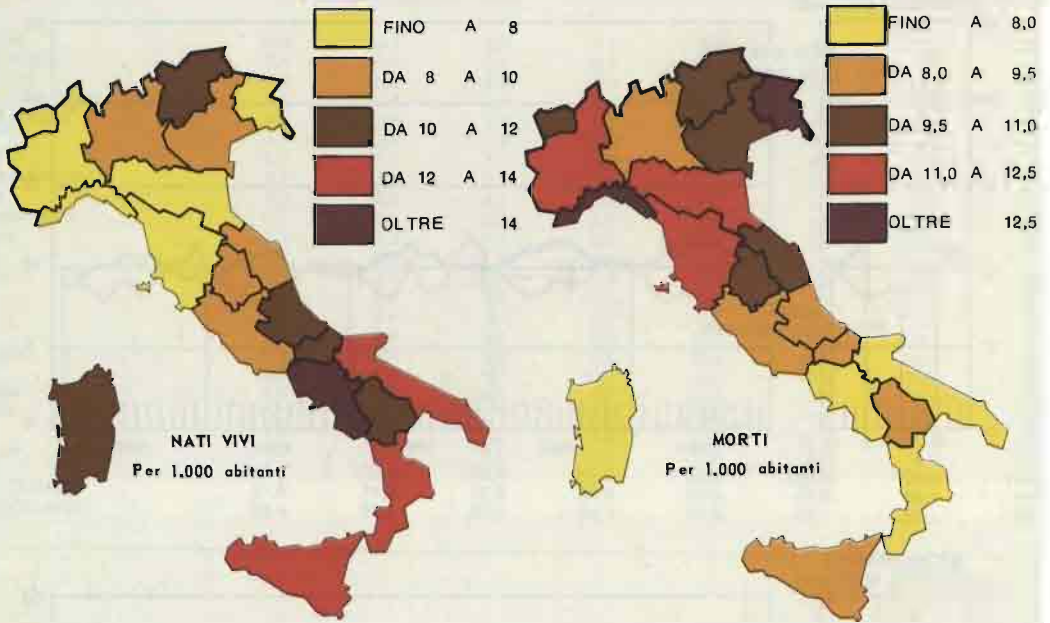 FINO A 8
DA 8 A 10
DA 10 A 12
DA 12 A 14
OLTRE 14
NATI VIVI
Per 1.000 abitanti
FINO A 8,0
DA 8,0 A 9,5
DA 9,5 A 11,0
DA 11,0 A 12,5
OLTRE 12,5
MORTI
Per 1.000 abitanti